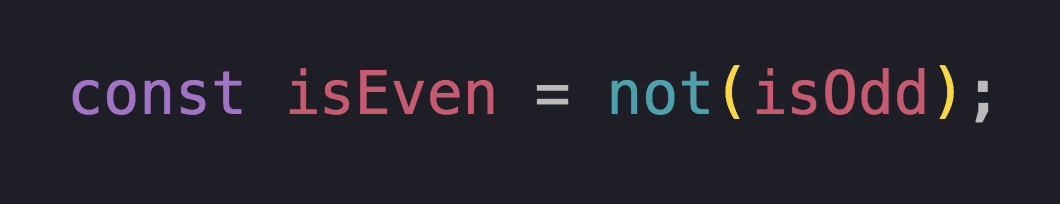 const isEven = not(isOdd);